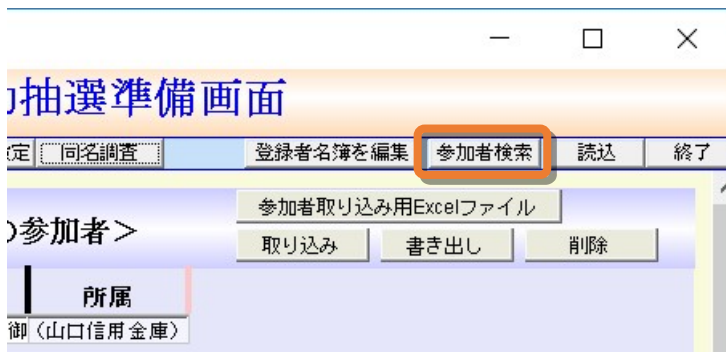 抽選準備画面
定 同名調査 登録者名簿を編集 参加者検索 読込 終了
参加者取り込み用Excelファイル
の参加者＞
取り込み 書き出し 削除
所属
御 （山口信用金庫）